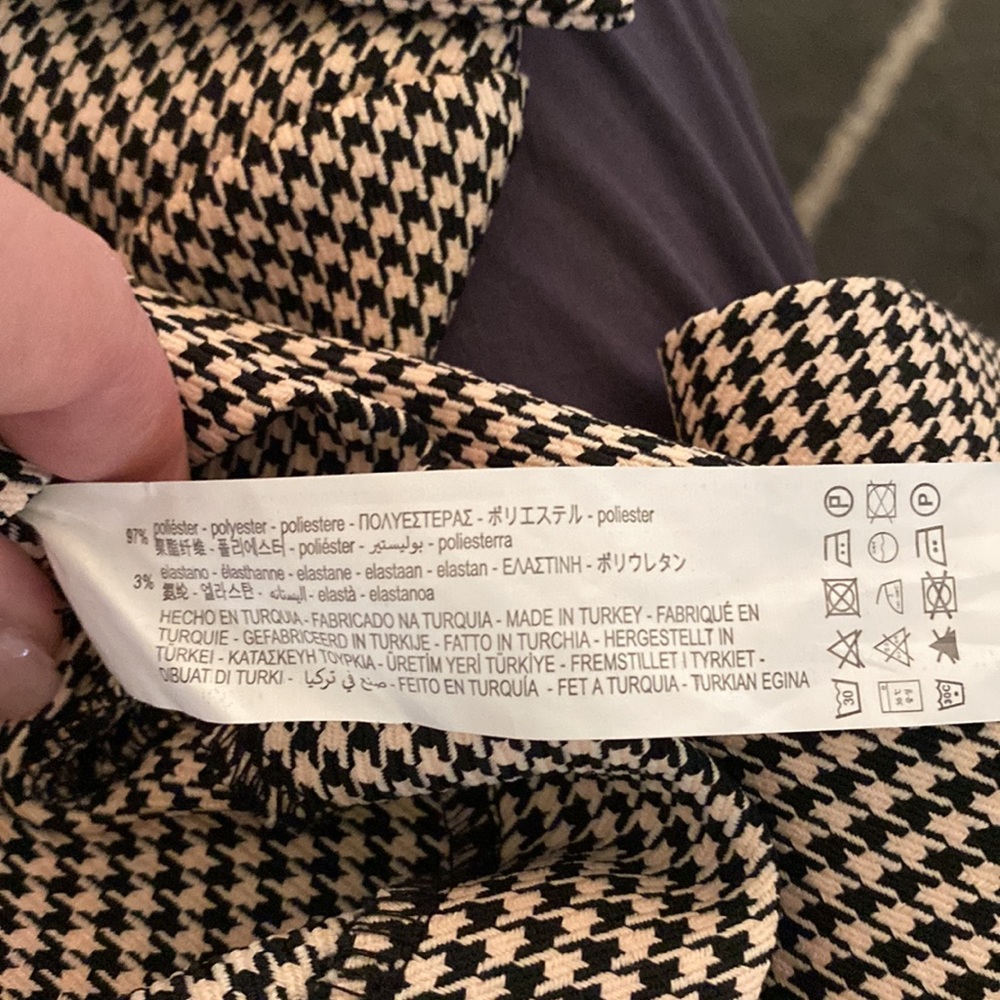 97% poliéster - polyester - poliestere - ΠΟΛΥΕΣΤΕΡΑΣ - ポリエステル - poliester
聚酯纤维 - 폴리에스터 - poliéster - بوليستير - poliesterra
3% elastano - élasthanne - elastane - elastaan - elastan - ΕΛΑΣΤΙΝΗ - ポリウレタン
氨纶 - 엘라스탄 - - elastà - elastanoa
HECHO EN TURQUIA - FABRICADO NA TURQUIA - MADE IN TURKEY - FABRIQUÉ EN
TURQUIE - GEFABRICEERD IN TURKIJE - FATTO IN TURCHIA - HERGESTELLT IN
TÜRKEI - ΚΑΤΑΣΚΕΥΗ ΤΟΥΡΚΙΑ - ÜRETİM YERİ TÜRKİYE - FREMSTILLET I TYRKIET -
DIBUAT DI TURKI - صنع في تركيا - FEITO EN TURQUÍA - FET A TURQUIA - TURKIAN EGINA
P P
30 30C